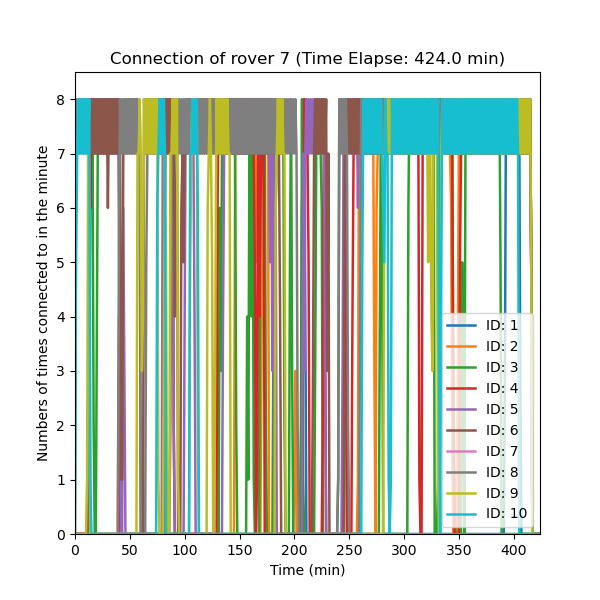 Connection of rover 7 (Time Elapse: 424.0 min)
Numbers of times connected to in the minute
8
7
6
5
4
3
2
1
0
ID: 1
ID: 2
ID: 3
ID: 4
ID: 5
ID: 6
ID: 7
ID: 8
ID: 9
ID: 10
0 50 100 150 200 250 300 350 400
Time (min)